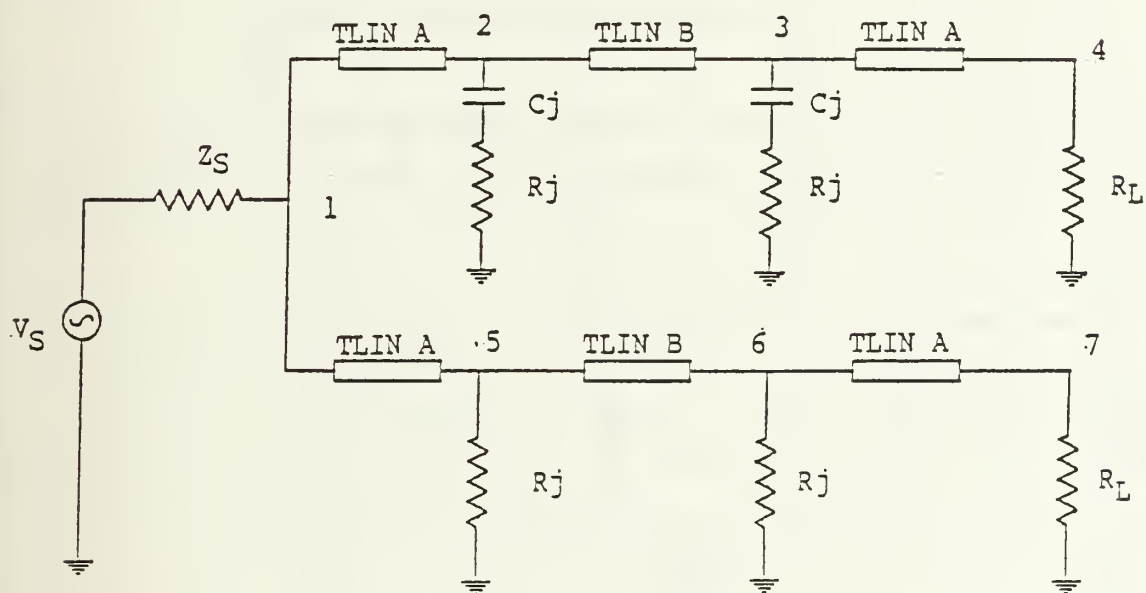 TLIN A 2 TLIN B 3 TLIN A 4
Cj Cj
ZS
Rj Rj RL
1
VS
TLIN A 5 TLIN B 6 TLIN A 7
Rj Rj RL